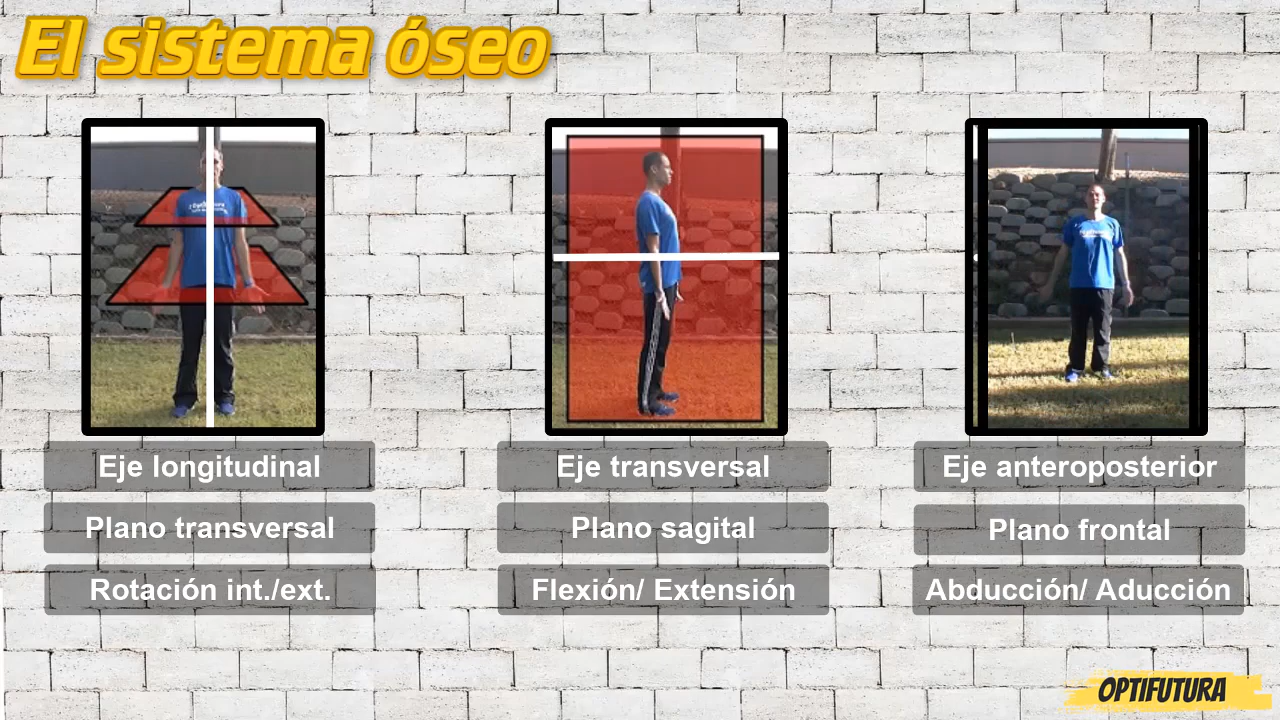 El sistema óseo
Eje longitudinal
Plano transversal
Rotación int./ext.
Eje transversal
Plano sagital
Flexión/ Extensión
Eje anteroposterior
Plano frontal
Abducción/ Aducción
OPTIFUTURA